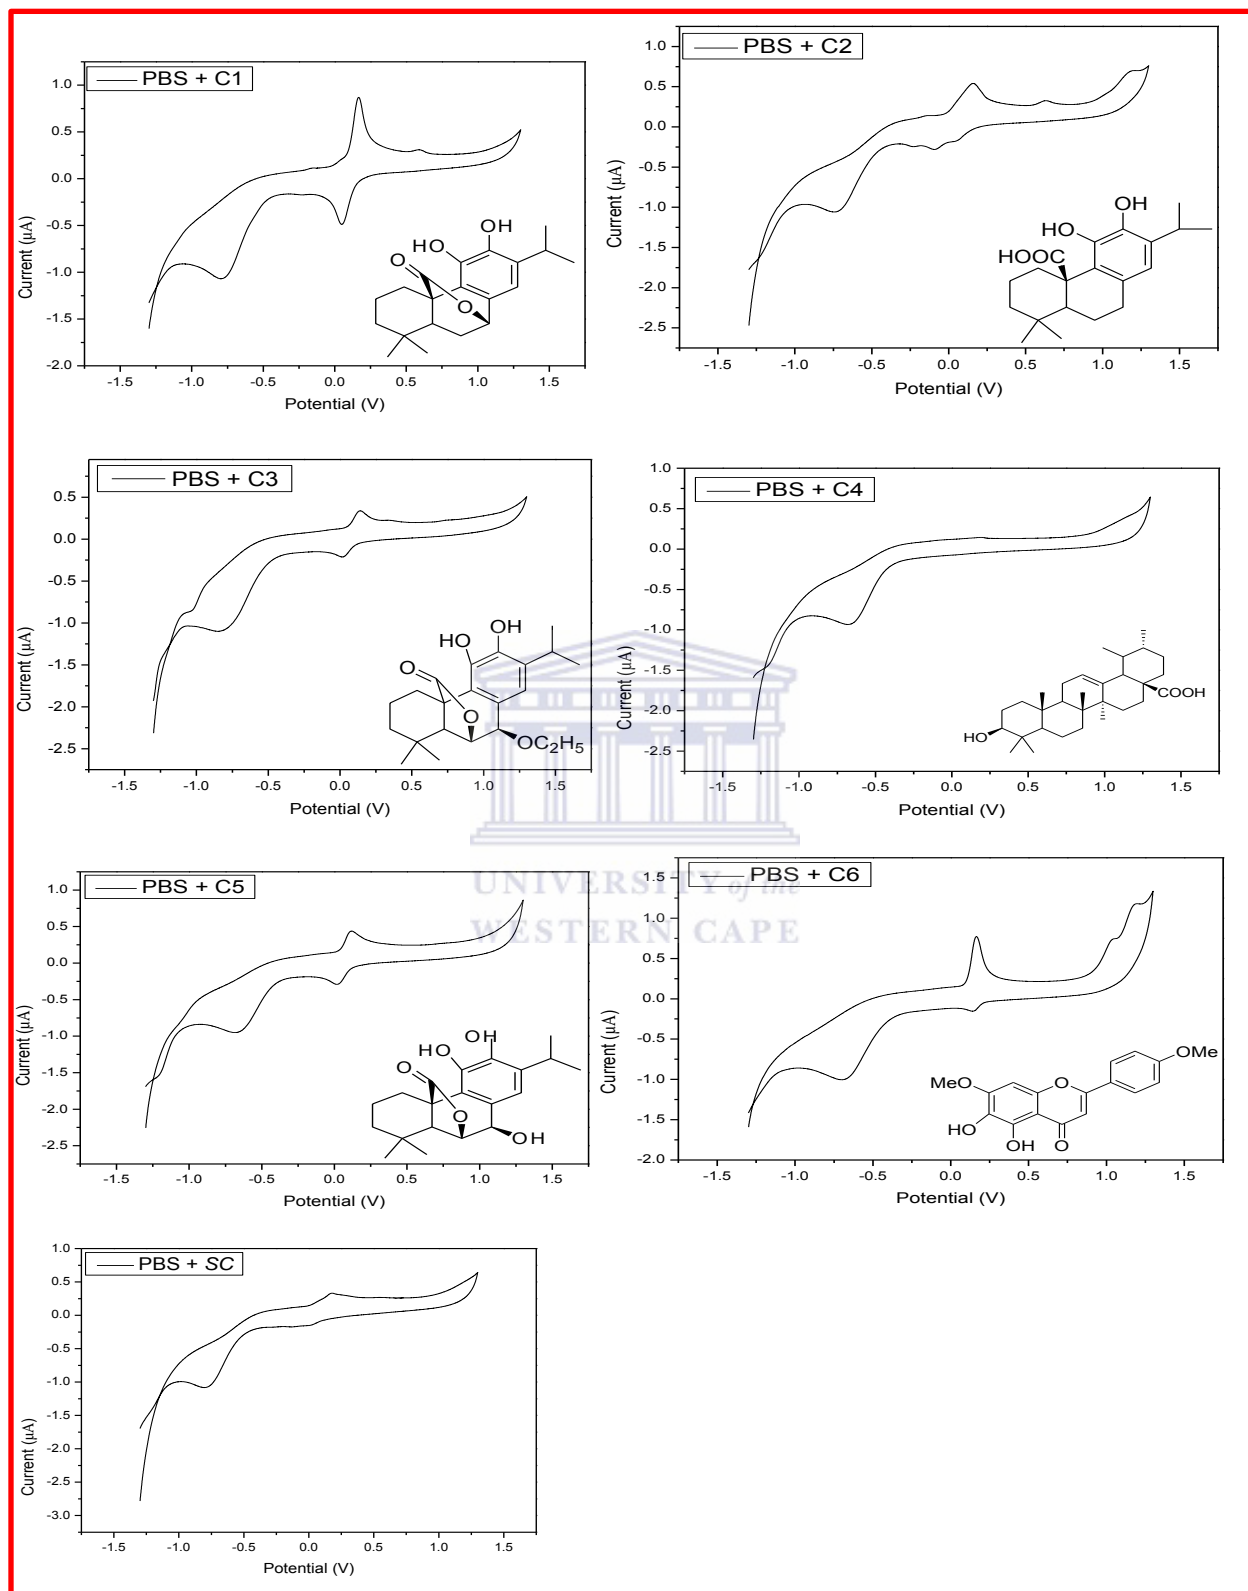 PBS + C1
1.0
0.5
0.0
-0.5
-1.0
-1.5
-2.0
Current (µA)
-1.5 -1.0 -0.5 0.0 0.5 1.0 1.5
Potential (V)
OH
HO
O
O
PBS + C2
1.0
0.5
0.0
-0.5
-1.0
-1.5
-2.0
-2.5
Current (µA)
-1.5 -1.0 -0.5 0.0 0.5 1.0 1.5
Potential (V)
OH
HO
HOOC
PBS + C3
0.5
0.0
-0.5
-1.0
-1.5
-2.0
-2.5
Current (µA)
-1.5 -1.0 -0.5 0.0 0.5 1.0 1.5
Potential (V)
OH
HO
O
O
OC2H5
PBS + C4
1.0
0.5
0.0
-0.5
-1.0
-1.5
-2.0
-2.5
Current (µA)
-1.5 -1.0 -0.5 0.0 0.5 1.0 1.5
Potential (V)
COOH
HO
UNIVERSITY of the
WESTERN CAPE
PBS + C5
1.0
0.5
0.0
-0.5
-1.0
-1.5
-2.0
-2.5
Current (µA)
-1.5 -1.0 -0.5 0.0 0.5 1.0 1.5
Potential (V)
OH
HO
O
O
OH
PBS + C6
1.5
1.0
0.5
0.0
-0.5
-1.0
-1.5
-2.0
Current (µA)
-1.5 -1.0 -0.5 0.0 0.5 1.0 1.5
Potential (V)
OMe
MeO
O
HO
OH
O
PBS + SC
1.0
0.5
0.0
-0.5
-1.0
-1.5
-2.0
-2.5
-3.0
Current (µA)
-1.5 -1.0 -0.5 0.0 0.5 1.0 1.5
Potential (V)